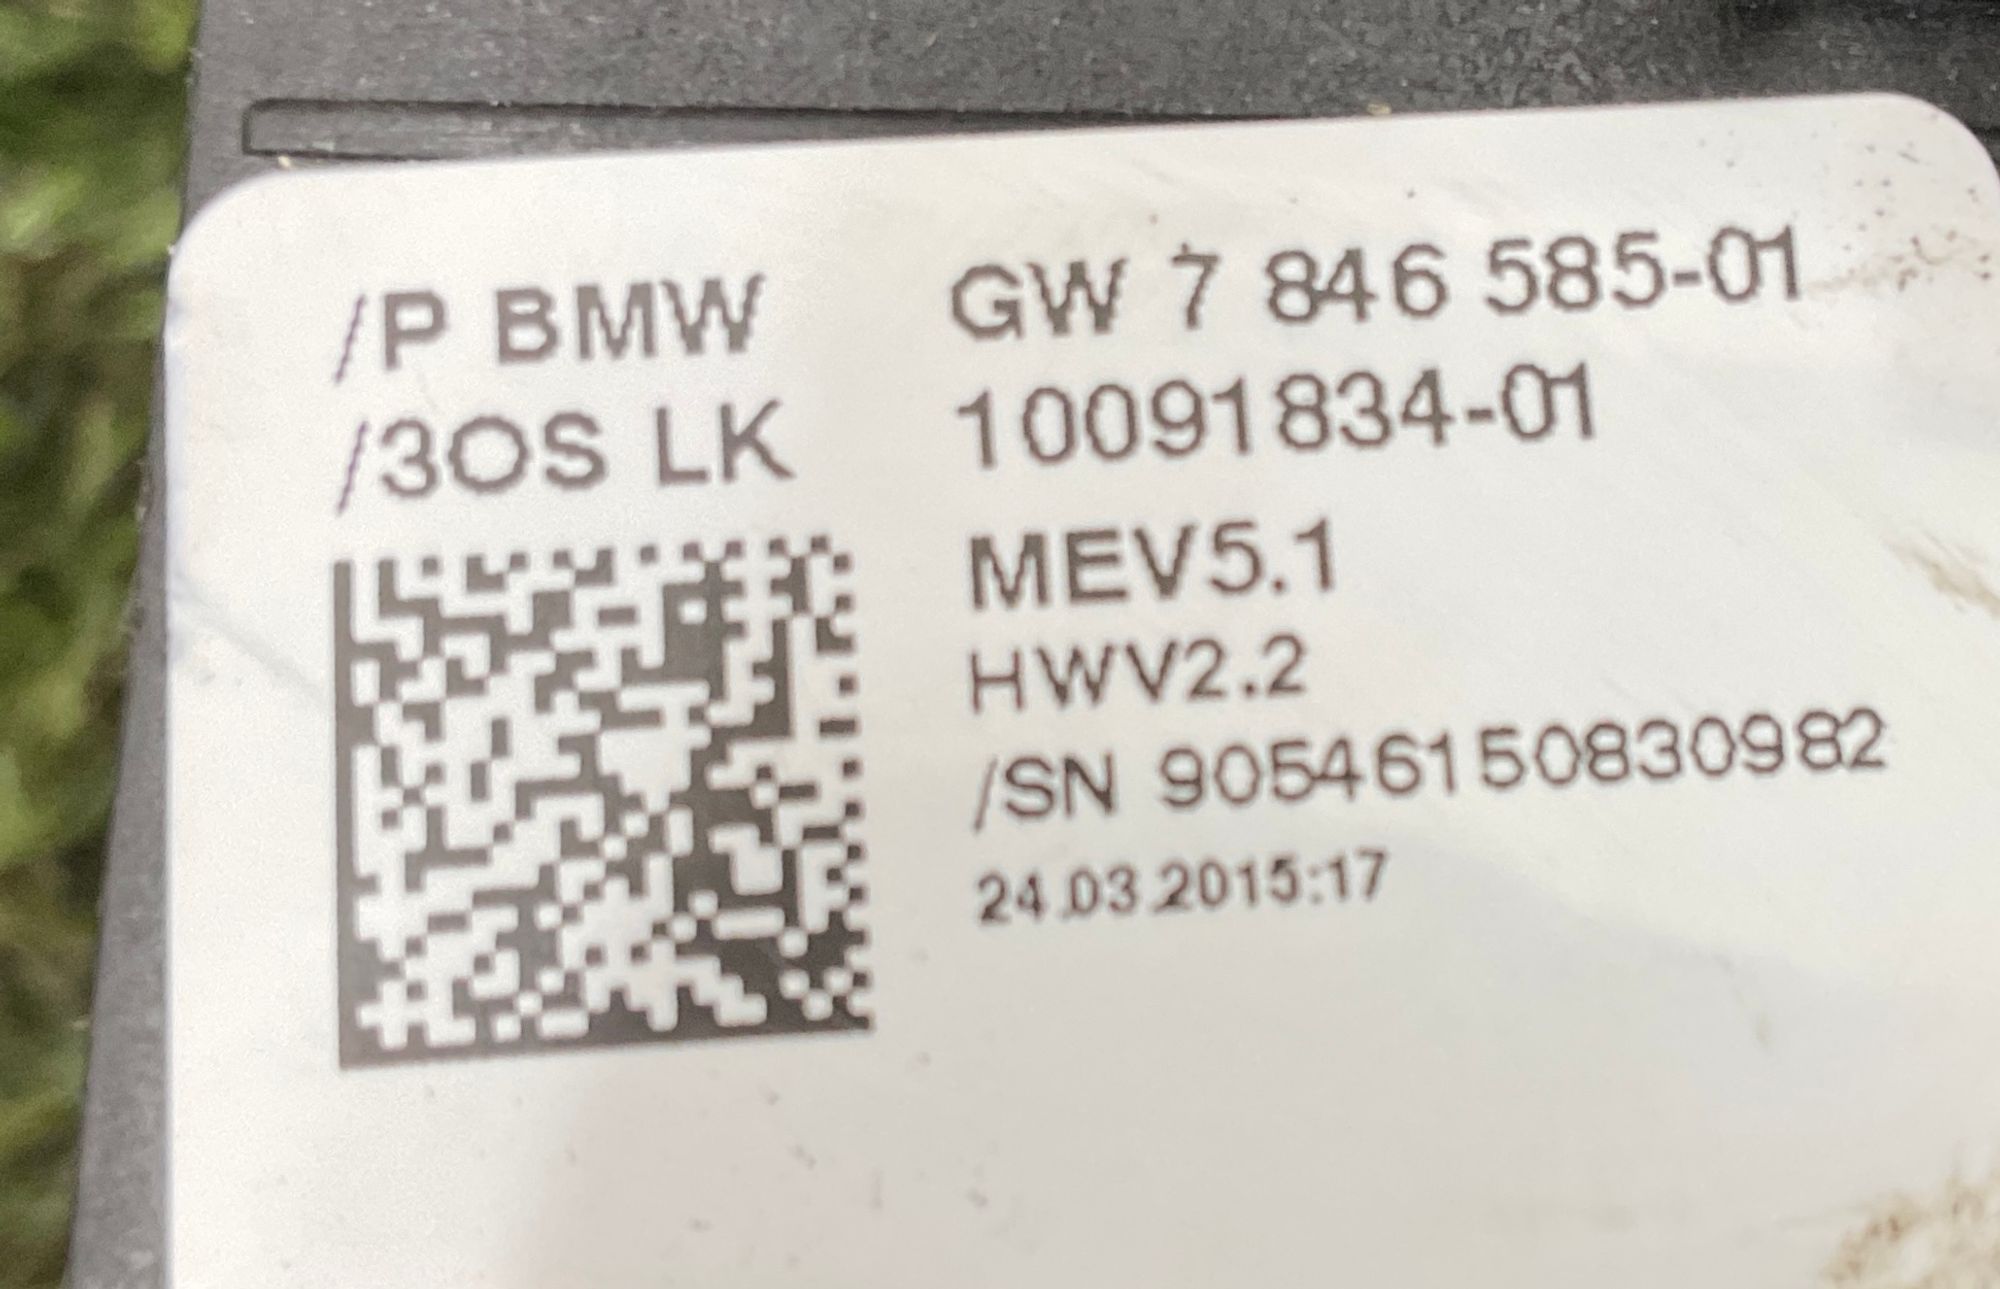 /P BMW GW 7 846 585-01
/3OS LK 10091834-01
MEV5.1
HWV2.2
/SN 90546150830982
24.03.2015:17